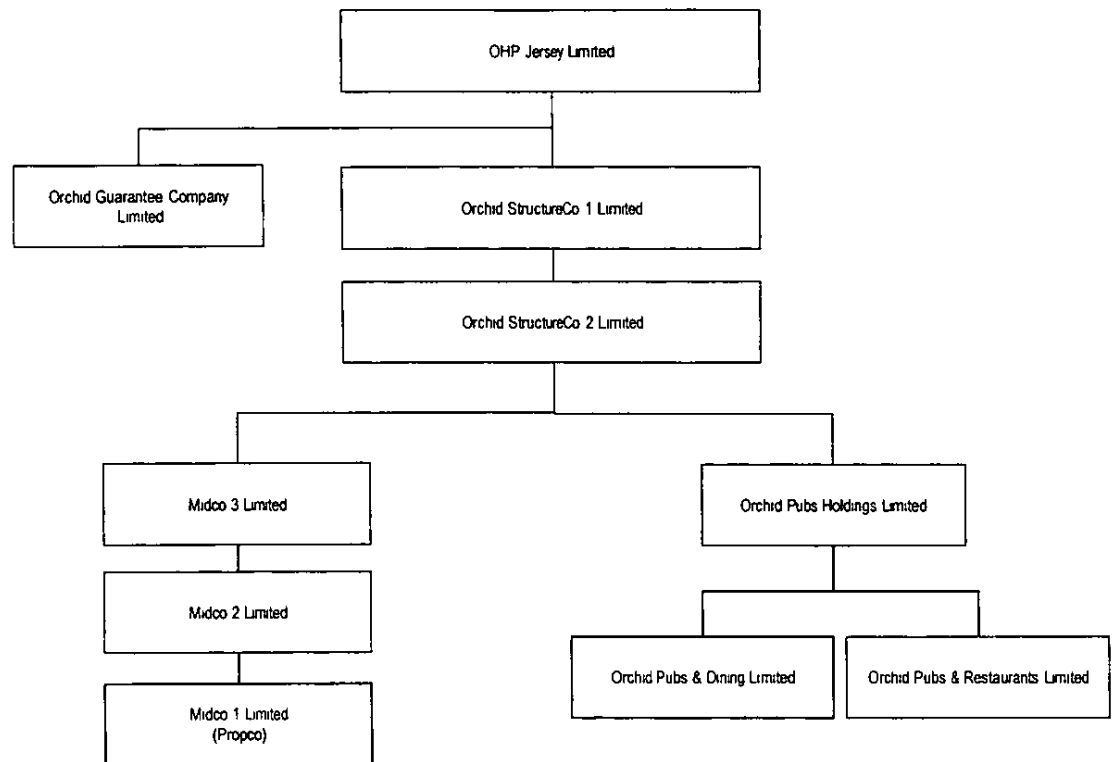 OHP Jersey Limited
Orchid Guarantee Company
Limited
Orchid StructureCo 1 Limited
Orchid StructureCo 2 Limited
Midco 3 Limited
Orchid Pubs Holdings Limited
Midco 2 Limited
Orchid Pubs & Dining Limited
Orchid Pubs & Restaurants Limited
Midco 1 Limited
(Propco)